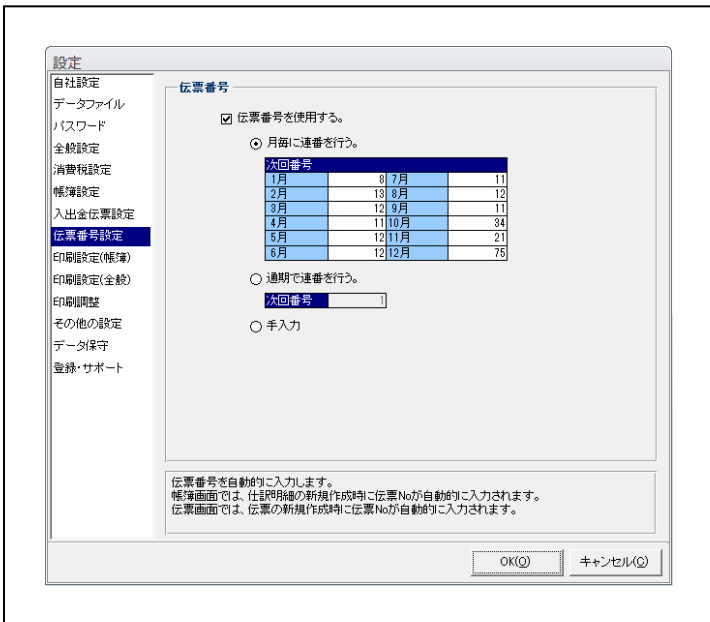 設定
自社設定
データファイル
パスワード
全般設定
消費税設定
帳簿設定
入出金伝票設定
伝票番号設定
印刷設定(帳簿)
印刷設定(全般)
印刷調整
その他の設定
データ保守
登録・サポート
伝票番号
伝票番号を使用する。
月毎に連番を行う。
次回番号
1月 8 7月 11
2月 13 8月 12
3月 12 9月 11
4月 11 10月 34
5月 12 11月 21
6月 12 12月 75
通期で連番を行う。
次回番号 1
手入力
伝票番号を自動的に入力します。
帳簿画面では、仕訳明細の新規作成時に伝票Noが自動的に入力されます。
伝票画面では、伝票の新規作成時に伝票Noが自動的に入力されます。
OK(O) キャンセル(C)